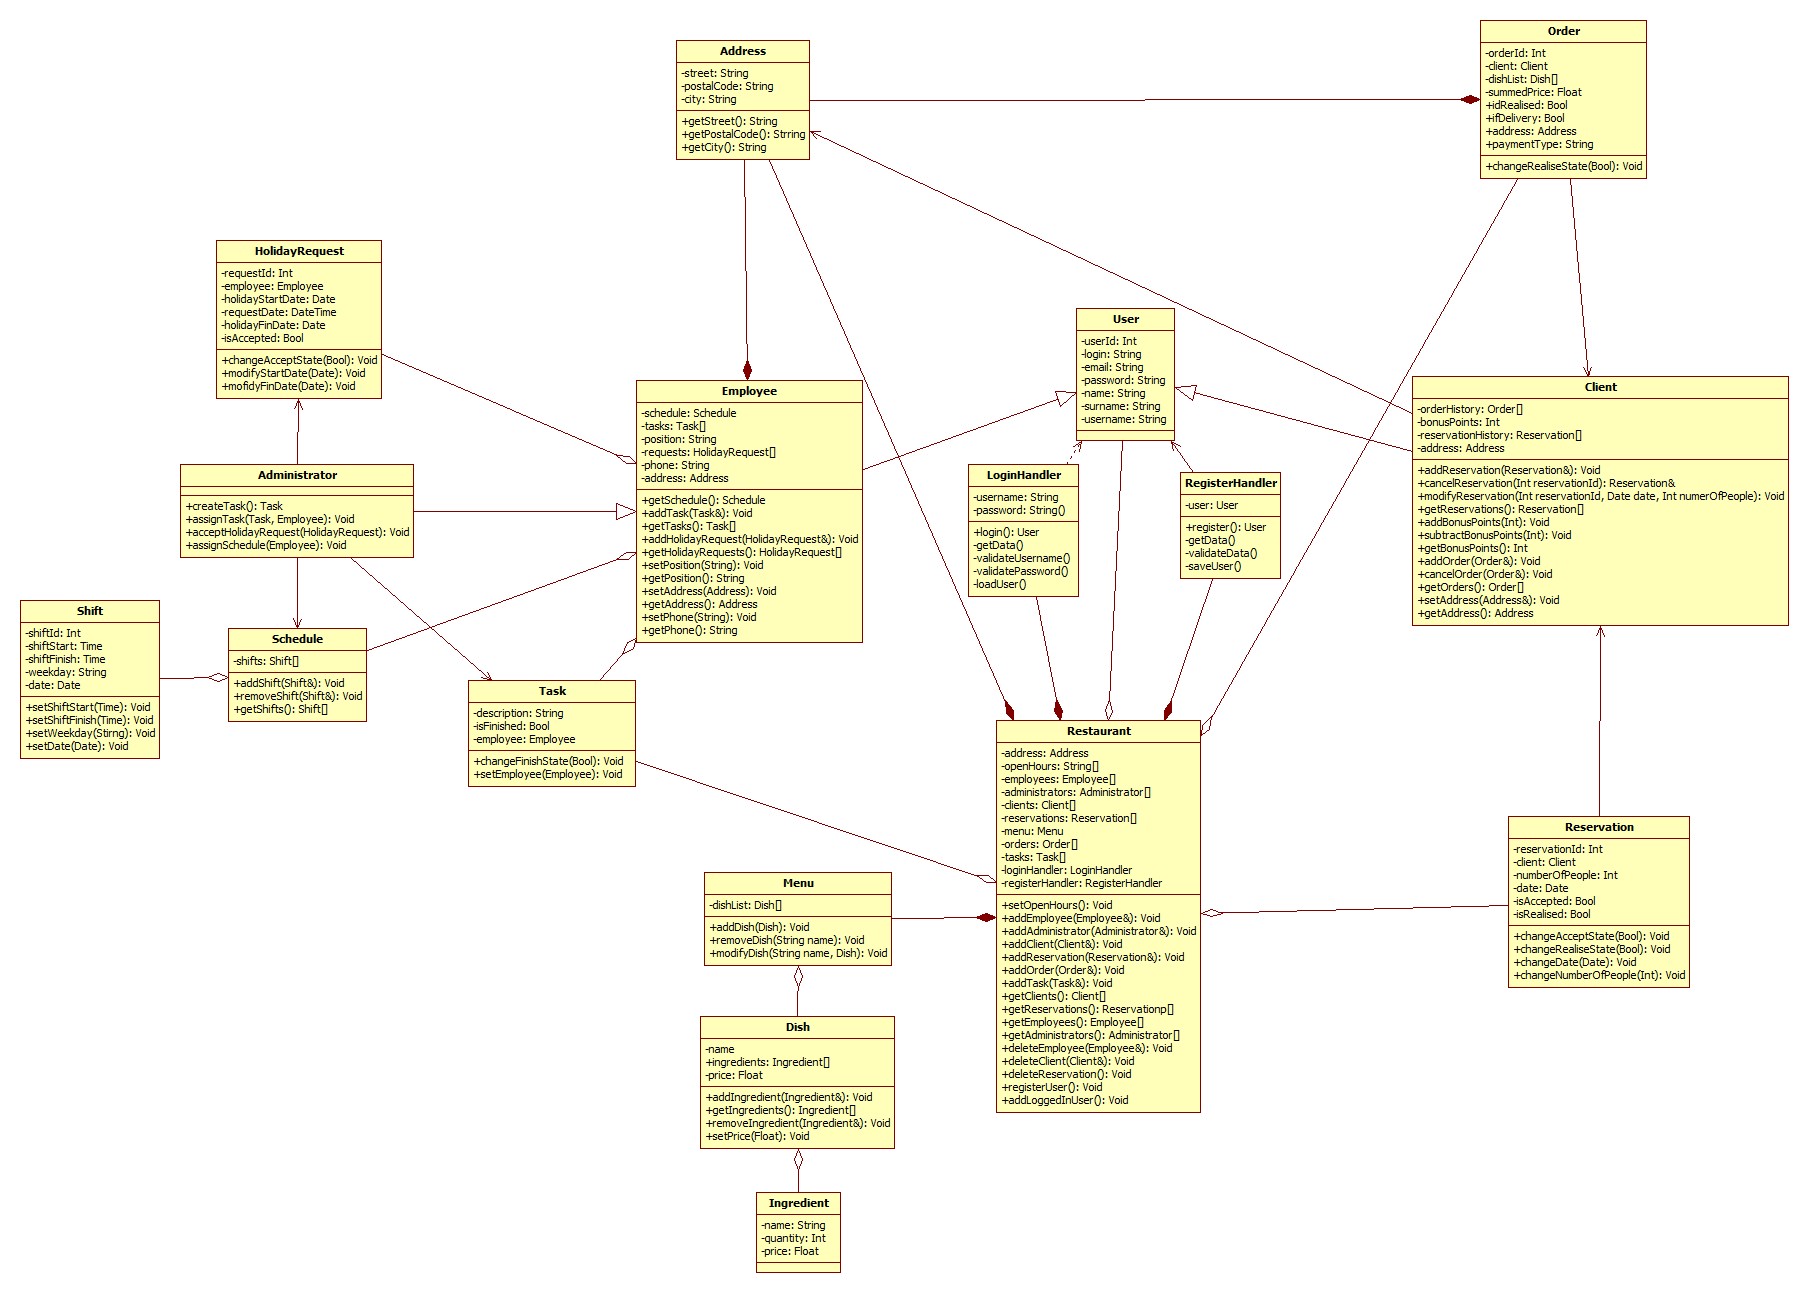 Address
-street: String
-postalCode: String
-city: String
+getStreet(): String
+getPostalCode(): Strring
+getCity(): String
Order
-orderId: Int
-client: Client
-dishList: Dish[]
-summedPrice: Float
+idRealised: Bool
+ifDelivery: Bool
+address: Address
+paymentType: String
+changeRealiseState(Bool): Void
HolidayRequest
-requestId: Int
-employee: Employee
-holidayStartDate: Date
-requestDate: DateTime
-holidayFinDate: Date
-isAccepted: Bool
+changeAcceptState(Bool): Void
+modifyStartDate(Date): Void
+mofidyFinDate(Date): Void
User
-userId: Int
-login: String
-email: String
-password: String
-name: String
-surname: String
-username: String
Employee
-schedule: Schedule
-tasks: Task[]
-position: String
-requests: HolidayRequest[]
-phone: String
-address: Address
+getSchedule(): Schedule
+addTask(Task&): Void
+getTasks(): Task[]
+addHolidayRequest(HolidayRequest&): Void
+getHolidayRequests(): HolidayRequest[]
+setPosition(String): Void
+getPosition(): String
+setAddress(Address): Void
+getAddress(): Address
+setPhone(String): Void
+getPhone(): String
Client
-orderHistory: Order[]
-bonusPoints: Int
-reservationHistory: Reservation[]
-address: Address
+addReservation(Reservation&): Void
+cancelReservation(Int reservationId): Reservation&
+modifyReservation(Int reservationId, Date date, Int numerOfPeople): Void
+getReservations(): Reservation[]
+addBonusPoints(Int): Void
+subtractBonusPoints(Int): Void
+getBonusPoints(): Int
+addOrder(Order&): Void
+cancelOrder(Order&): Void
+getOrders(): Order[]
+setAddress(Address&): Void
+getAddress(): Address
Administrator
+createTask(): Task
+assignTask(Task, Employee): Void
+acceptHolidayRequest(HolidayRequest): Void
+assignSchedule(Employee): Void
LoginHandler
-username: String
-password: String()
+login(): User
-getData()
-validateUsername()
-validatePassword()
-loadUser()
RegisterHandler
-user: User
+register(): User
-getData()
-validateData()
-saveUser()
Shift
-shiftId: Int
-shiftStart: Time
-shiftFinish: Time
-weekday: String
-date: Date
+setShiftStart(Time): Void
+setShiftFinish(Time): Void
+setWeekday(Stirng): Void
+setDate(Date): Void
Schedule
-shifts: Shift[]
+addShift(Shift&): Void
+removeShift(Shift&): Void
+getShifts(): Shift[]
Task
-description: String
-isFinished: Bool
-employee: Employee
+changeFinishState(Bool): Void
+setEmployee(Employee): Void
Restaurant
-address: Address
-openHours: String[]
-employees: Employee[]
-administrators: Administrator[]
-clients: Client[]
-reservations: Reservation[]
-menu: Menu
-orders: Order[]
-tasks: Task[]
-loginHandler: LoginHandler
-registerHandler: RegisterHandler
+setOpenHours(): Void
+addEmployee(Employee&): Void
+addAdministrator(Administrator&): Void
+addClient(Client&): Void
+addReservation(Reservation&): Void
+addOrder(Order&): Void
+addTask(Task&): Void
+getClients(): Client[]
+getReservations(): Reservationp[]
+getEmployees(): Employee[]
+getAdministrators(): Administrator[]
+deleteEmployee(Employee&): Void
+deleteClient(Client&): Void
+deleteReservation(): Void
+registerUser(): Void
+addLoggedInUser(): Void
Reservation
-reservationId: Int
-client: Client
-numberOfPeople: Int
-date: Date
-isAccepted: Bool
-isRealised: Bool
+changeAcceptState(Bool): Void
+changeRealiseState(Bool): Void
+changeDate(Date): Void
+changeNumberOfPeople(Int): Void
Menu
-dishList: Dish[]
+addDish(Dish): Void
+removeDish(String name): Void
+modifyDish(String name, Dish): Void
Dish
-name
+ingredients: Ingredient[]
-price: Float
+addIngredient(Ingredient&): Void
+getIngredients(): Ingredient[]
+removeIngredient(Ingredient&): Void
+setPrice(Float): Void
Ingredient
-name: String
-quantity: Int
-price: Float